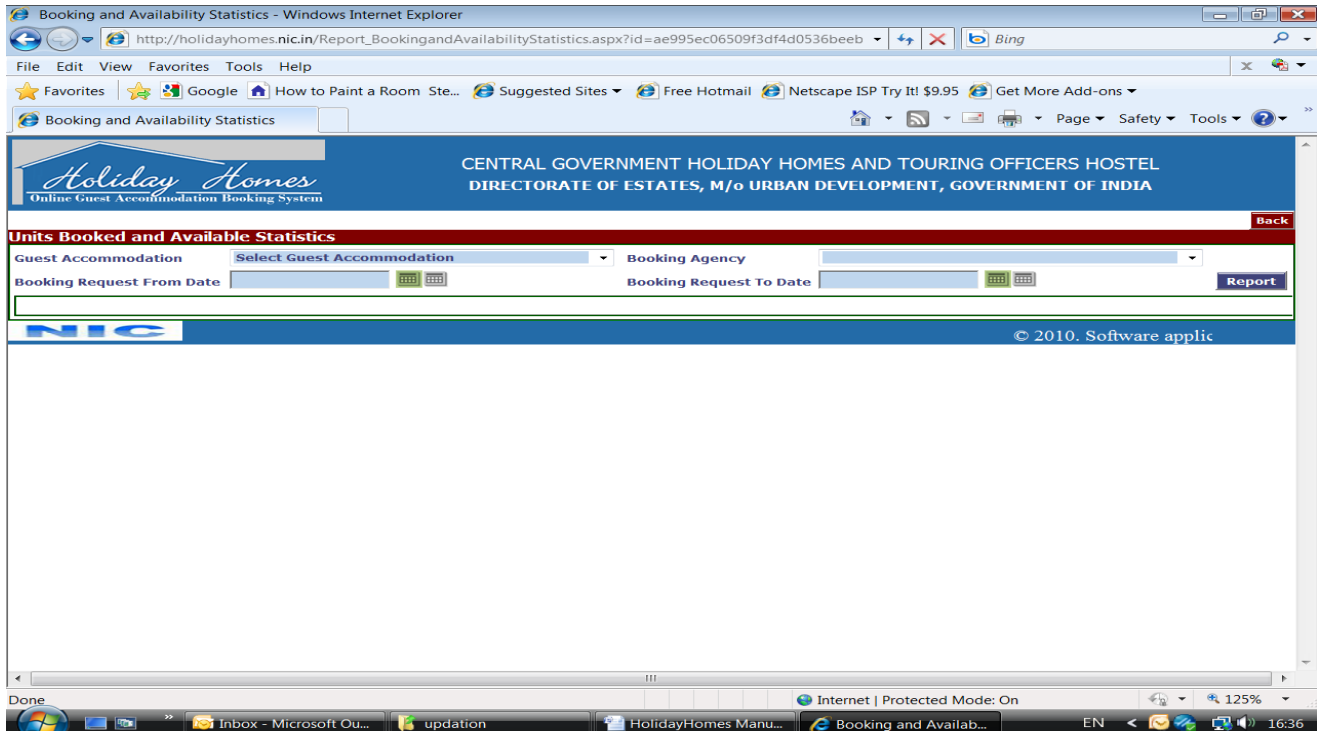 Booking and Availability Statistics - Windows Internet Explorer
http://holidayhomes.nic.in/Report_BookingandAvailabilityStatistics.aspx?id=ae995ec06509f3df4d0536beeb Bing
File Edit View Favorites Tools Help
Favorites Google How to Paint a Room Ste... Suggested Sites Free Hotmail Netscape ISP Try It! $9.95 Get More Add-ons
Booking and Availability Statistics Page Safety Tools
Holiday Homes
Online Guest Accommodation Booking System
CENTRAL GOVERNMENT HOLIDAY HOMES AND TOURING OFFICERS HOSTEL
DIRECTORATE OF ESTATES, M/o URBAN DEVELOPMENT, GOVERNMENT OF INDIA
Back
Units Booked and Available Statistics
Guest Accommodation Select Guest Accommodation Booking Agency
Booking Request From Date Booking Request To Date Report
NIC © 2010. Software applic
Done Internet | Protected Mode: On 125%
Inbox - Microsoft Ou... updation HolidayHomes Manu... Booking and Availab... EN 16:36